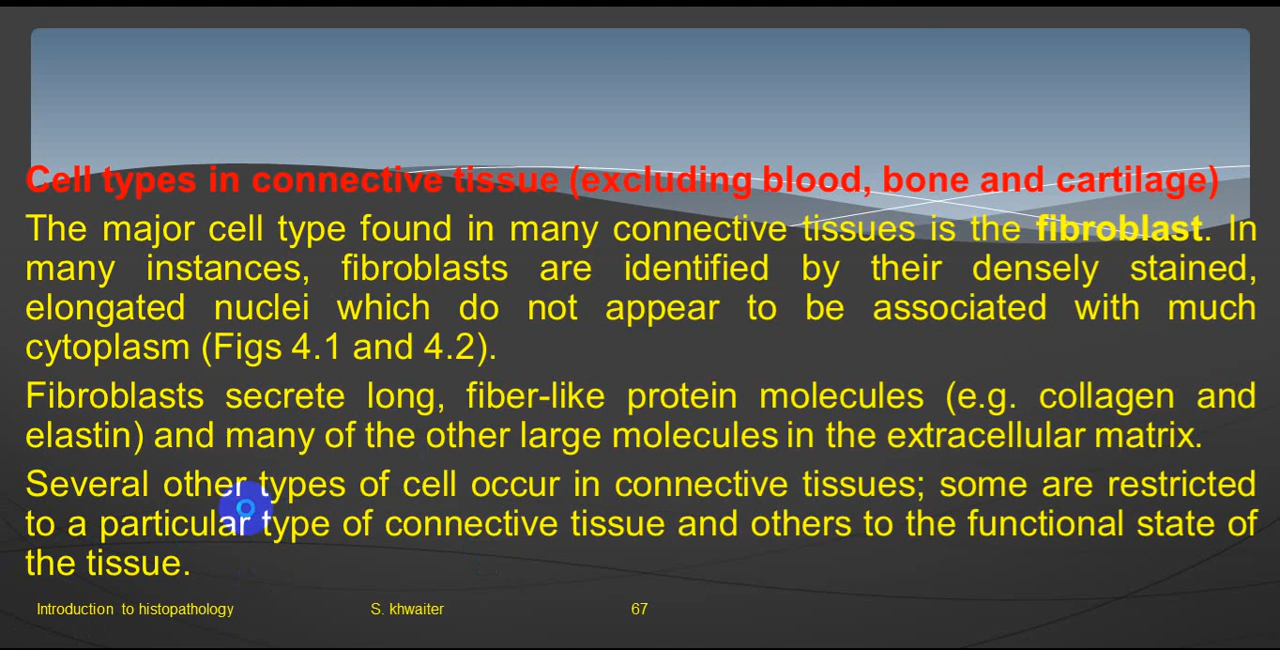 Cell types in connective tissue (excluding blood, bone and cartilage)
The major cell type found in many connective tissues is the fibroblast. In
many instances, fibroblasts are identified by their densely stained,
elongated nuclei which do not appear to be associated with much
cytoplasm (Figs 4.1 and 4.2).
Fibroblasts secrete long, fiber-like protein molecules (e.g. collagen and
elastin) and many of the other large molecules in the extracellular matrix.
Several other types of cell occur in connective tissues; some are restricted
to a particular type of connective tissue and others to the functional state of
the tissue.
Introduction to histopathology S. khwaiter 67